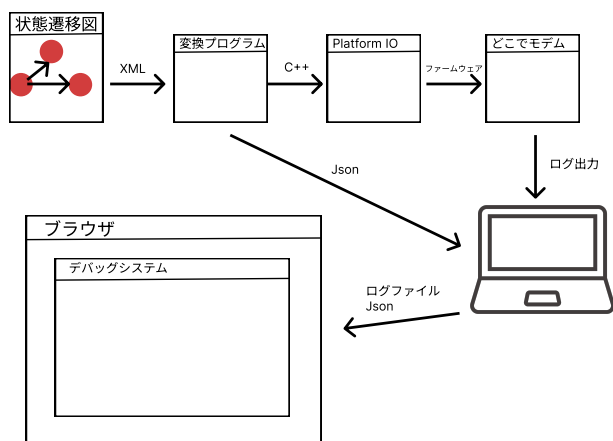 状態遷移図
XML
変換プログラム
C++
Platform IO
ファームウェア
どこでモデム
Json
ログ出力
ブラウザ
デバッグシステム
ログファイル
Json